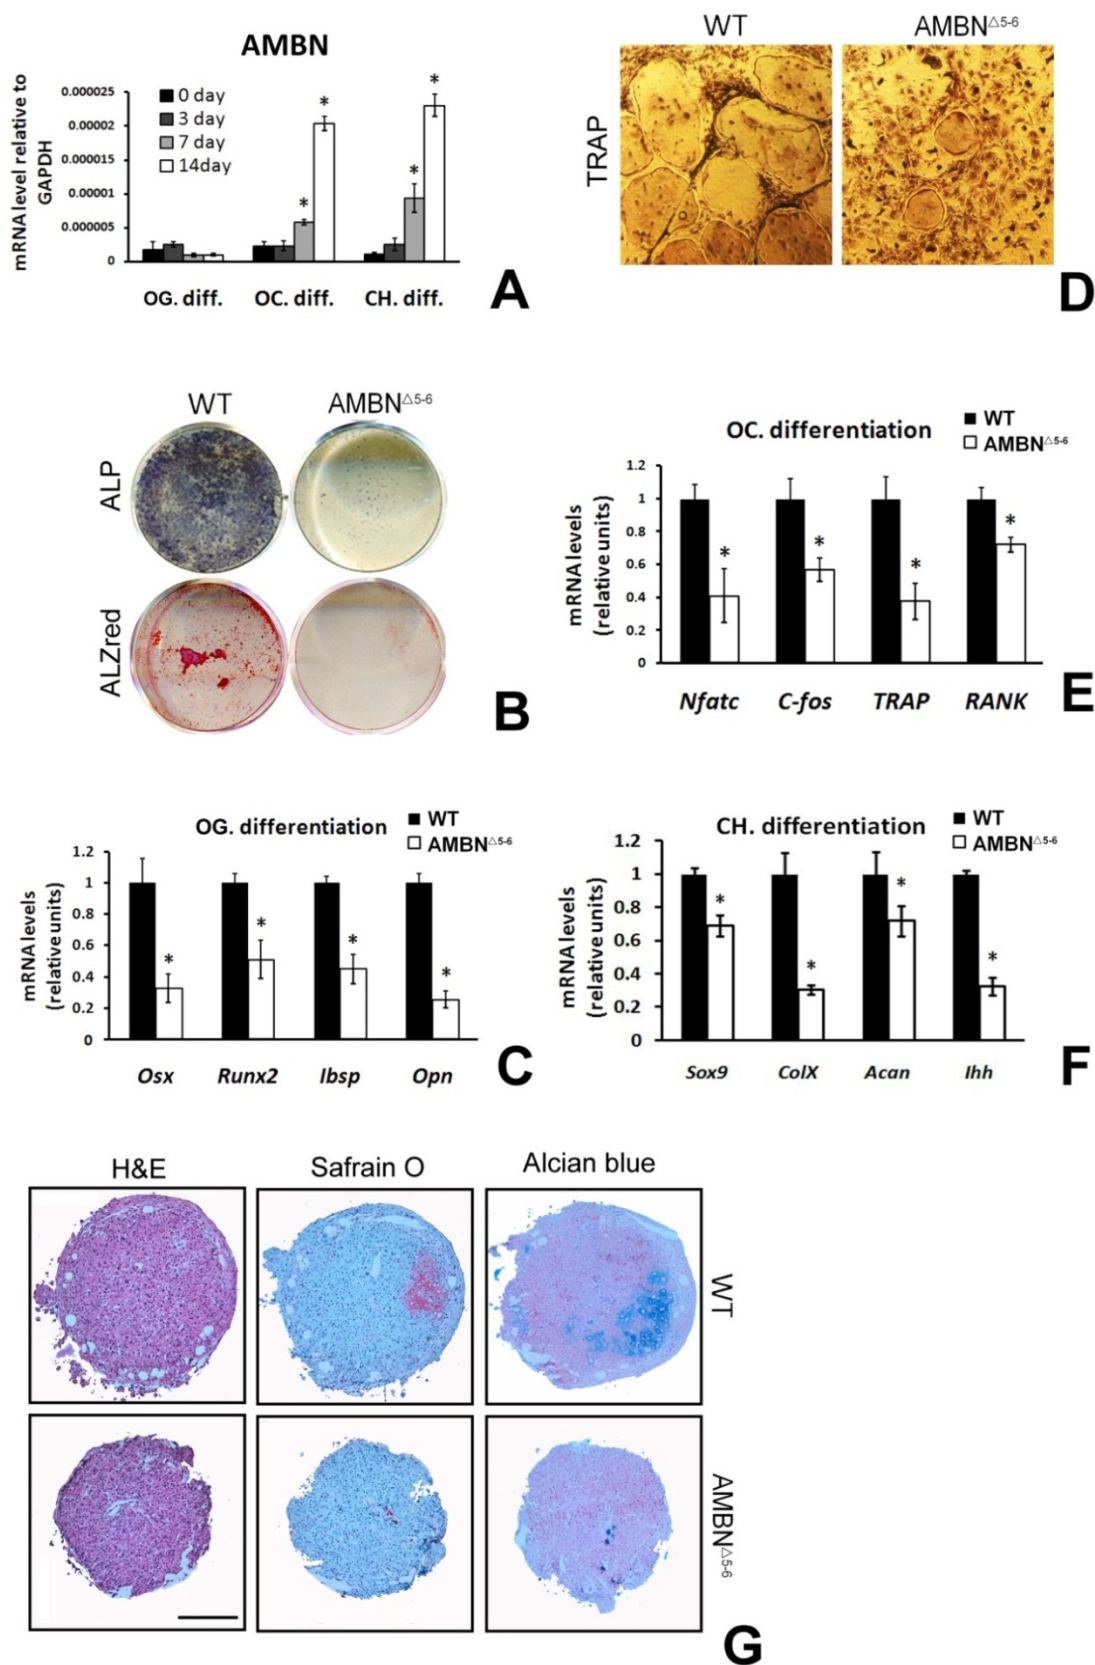 AMBN
mRNA level relative to
GAPDH
0.000025
0.00002
0.000015
0.00001
0.000005
0
0 day
3 day
7 day
14day
*
*
*
*
OG. diff.
OC. diff.
CH. diff.
A
WT
AMBN△5-6
TRAP
D
WT
AMBN△5-6
ALP
ALZred
B
OC. differentiation
WT
AMBN△5-6
mRNA levels
(relative units)
1.2
1
0.8
0.6
0.4
0.2
0
*
*
*
*
Nfatc
C-fos
TRAP
RANK
E
OG. differentiation
WT
AMBN△5-6
mRNA levels
(relative units)
1.2
1
0.8
0.6
0.4
0.2
0
*
*
*
*
Osx
Runx2
Ibsp
Opn
C
CH. differentiation
WT
AMBN△5-6
mRNA levels
(relative units)
1.2
1
0.8
0.6
0.4
0.2
0
*
*
*
*
Sox9
ColX
Acan
Ihh
F
H&E
Safrain O
Alcian blue
WT
AMBN△5-6
G